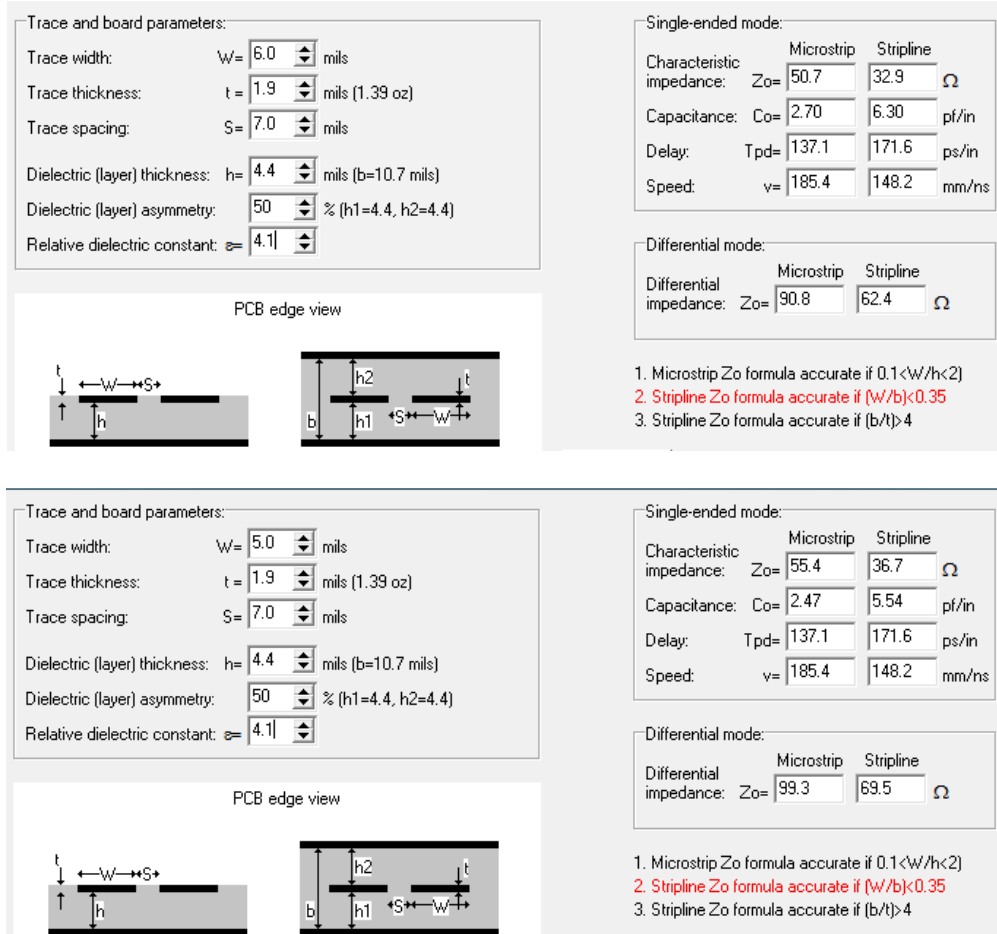 Trace and board parameters:
Trace width: W= 6.0 mils
Trace thickness: t = 1.9 mils (1.39 oz)
Trace spacing: S= 7.0 mils
Dielectric (layer) thickness: h= 4.4 mils (b=10.7 mils)
Dielectric (layer) asymmetry: 50 % (h1=4.4, h2=4.4)
Relative dielectric constant: ε= 4.1
PCB edge view
t W S h
b h2 h1 S W t
Single-ended mode:
Microstrip Stripline
Characteristic
impedance: Zo= 50.7 32.9 Ω
Capacitance: Co= 2.70 6.30 pf/in
Delay: Tpd= 137.1 171.6 ps/in
Speed: v= 185.4 148.2 mm/ns
Differential mode:
Microstrip Stripline
Differential
impedance: Zo= 90.8 62.4 Ω
1. Microstrip Zo formula accurate if 0.1<W/h<2)
2. Stripline Zo formula accurate if (W/b)<0.35
3. Stripline Zo formula accurate if (b/t)>4
Trace and board parameters:
Trace width: W= 5.0 mils
Trace thickness: t = 1.9 mils (1.39 oz)
Trace spacing: S= 7.0 mils
Dielectric (layer) thickness: h= 4.4 mils (b=10.7 mils)
Dielectric (layer) asymmetry: 50 % (h1=4.4, h2=4.4)
Relative dielectric constant: ε= 4.1
PCB edge view
t W S h
b h2 h1 S W t
Single-ended mode:
Microstrip Stripline
Characteristic
impedance: Zo= 55.4 36.7 Ω
Capacitance: Co= 2.47 5.54 pf/in
Delay: Tpd= 137.1 171.6 ps/in
Speed: v= 185.4 148.2 mm/ns
Differential mode:
Microstrip Stripline
Differential
impedance: Zo= 99.3 69.5 Ω
1. Microstrip Zo formula accurate if 0.1<W/h<2)
2. Stripline Zo formula accurate if (W/b)<0.35
3. Stripline Zo formula accurate if (b/t)>4